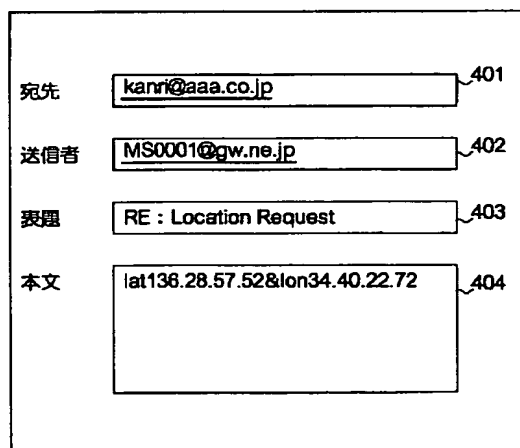 宛先 kanri@aaa.co.jp 401
送信者 MS0001@gw.ne.jp 402
表題 RE : Location Request 403
本文 lat136.28.57.52&lon34.40.22.72 404